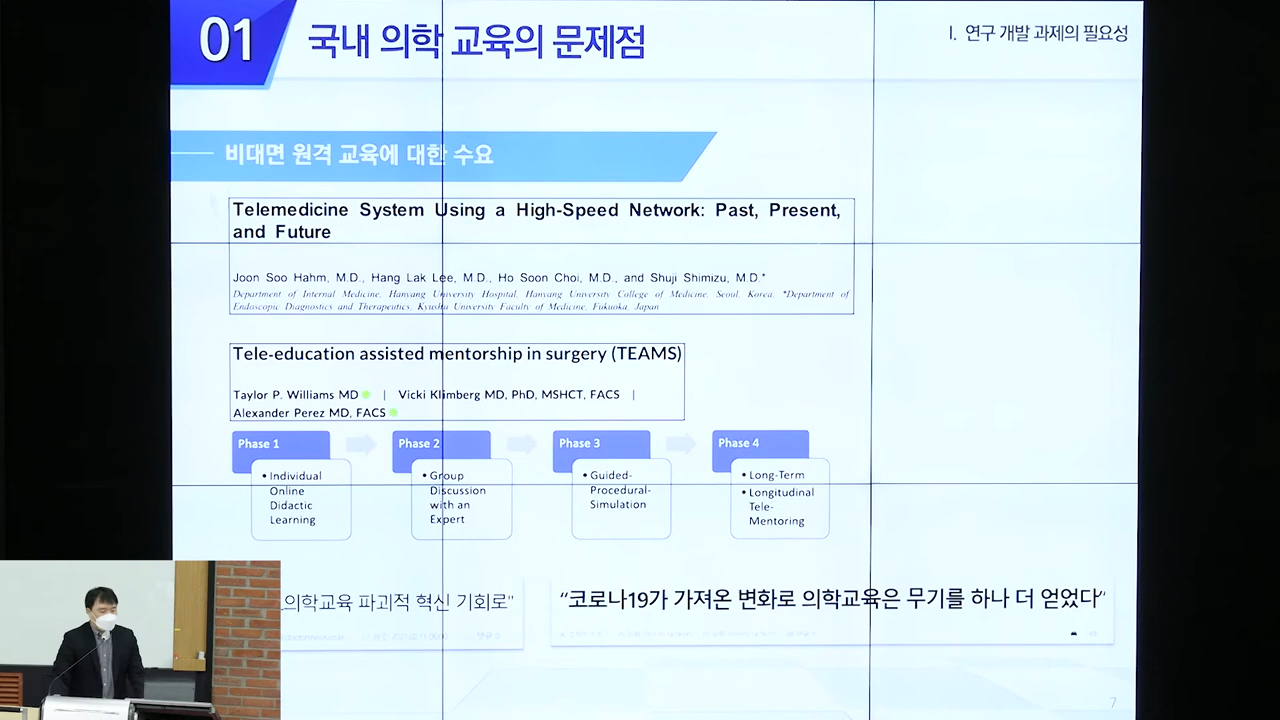 01
국내 의학 교육의 문제점
I. 연구 개발 과제의 필요성
비대면 원격 교육에 대한 수요
Telemedicine System Using a High-Speed Network: Past, Present,
and Future
Joon Soo Hahm, M.D., Hang Lak Lee, M.D., Ho Soon Choi, M.D., and Shuji Shimizu, M.D.*
Department of Internal Medicine, Hanyang University Hospital, Hanyang University College of Medicine, Seoul, Korea, *Department of
Endoscopic Diagnostics and Therapeutics, Kyushu University Faculty of Medicine, Fukuoka, Japan
Tele-education assisted mentorship in surgery (TEAMS)
Taylor P. Williams MD | Vicki Klimberg MD, PhD, MSHCT, FACS |
Alexander Perez MD, FACS
Phase 1
• Individual
Online
Didactic
Learning
Phase 2
• Group
Discussion
with an
Expert
Phase 3
• Guided-
Procedural-
Simulation
Phase 4
• Long-Term
• Longitudinal
Tele-
Mentoring
의학교육 파괴적 혁신 기회로"
“코로나19가 가져온 변화로 의학교육은 무기를 하나 더 얻었다”
7